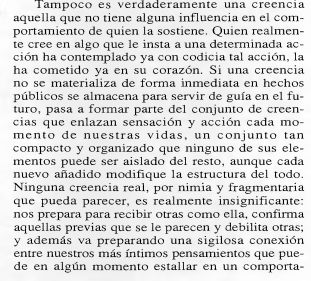 Tampoco es verdaderamente una creencia
aquella que no tiene alguna influencia en el com-
portamiento de quien la sostiene. Quien realmen-
te cree en algo que le insta a una determinada ac-
ción ha contemplado ya con codicia tal acción, la
ha cometido ya en su corazón. Si una creencia
no se materializa de forma inmediata en hechos
públicos se almacena para servir de guía en el fu-
turo, pasa a formar parte del conjunto de creen-
cias que enlazan sensación y acción cada mo-
mento de nuestras vidas, un conjunto tan
compacto y organizado que ninguno de sus ele-
mentos puede ser aislado del resto, aunque cada
nuevo añadido modifique la estructura del todo.
Ninguna creencia real, por nimia y fragmentaria
que pueda parecer, es realmente insignificante:
nos prepara para recibir otras como ella, confirma
aquellas previas que se le parecen y debilita otras;
y además va preparando una sigilosa conexión
entre nuestros más íntimos pensamientos que pue-
de en algún momento estallar en un comporta-